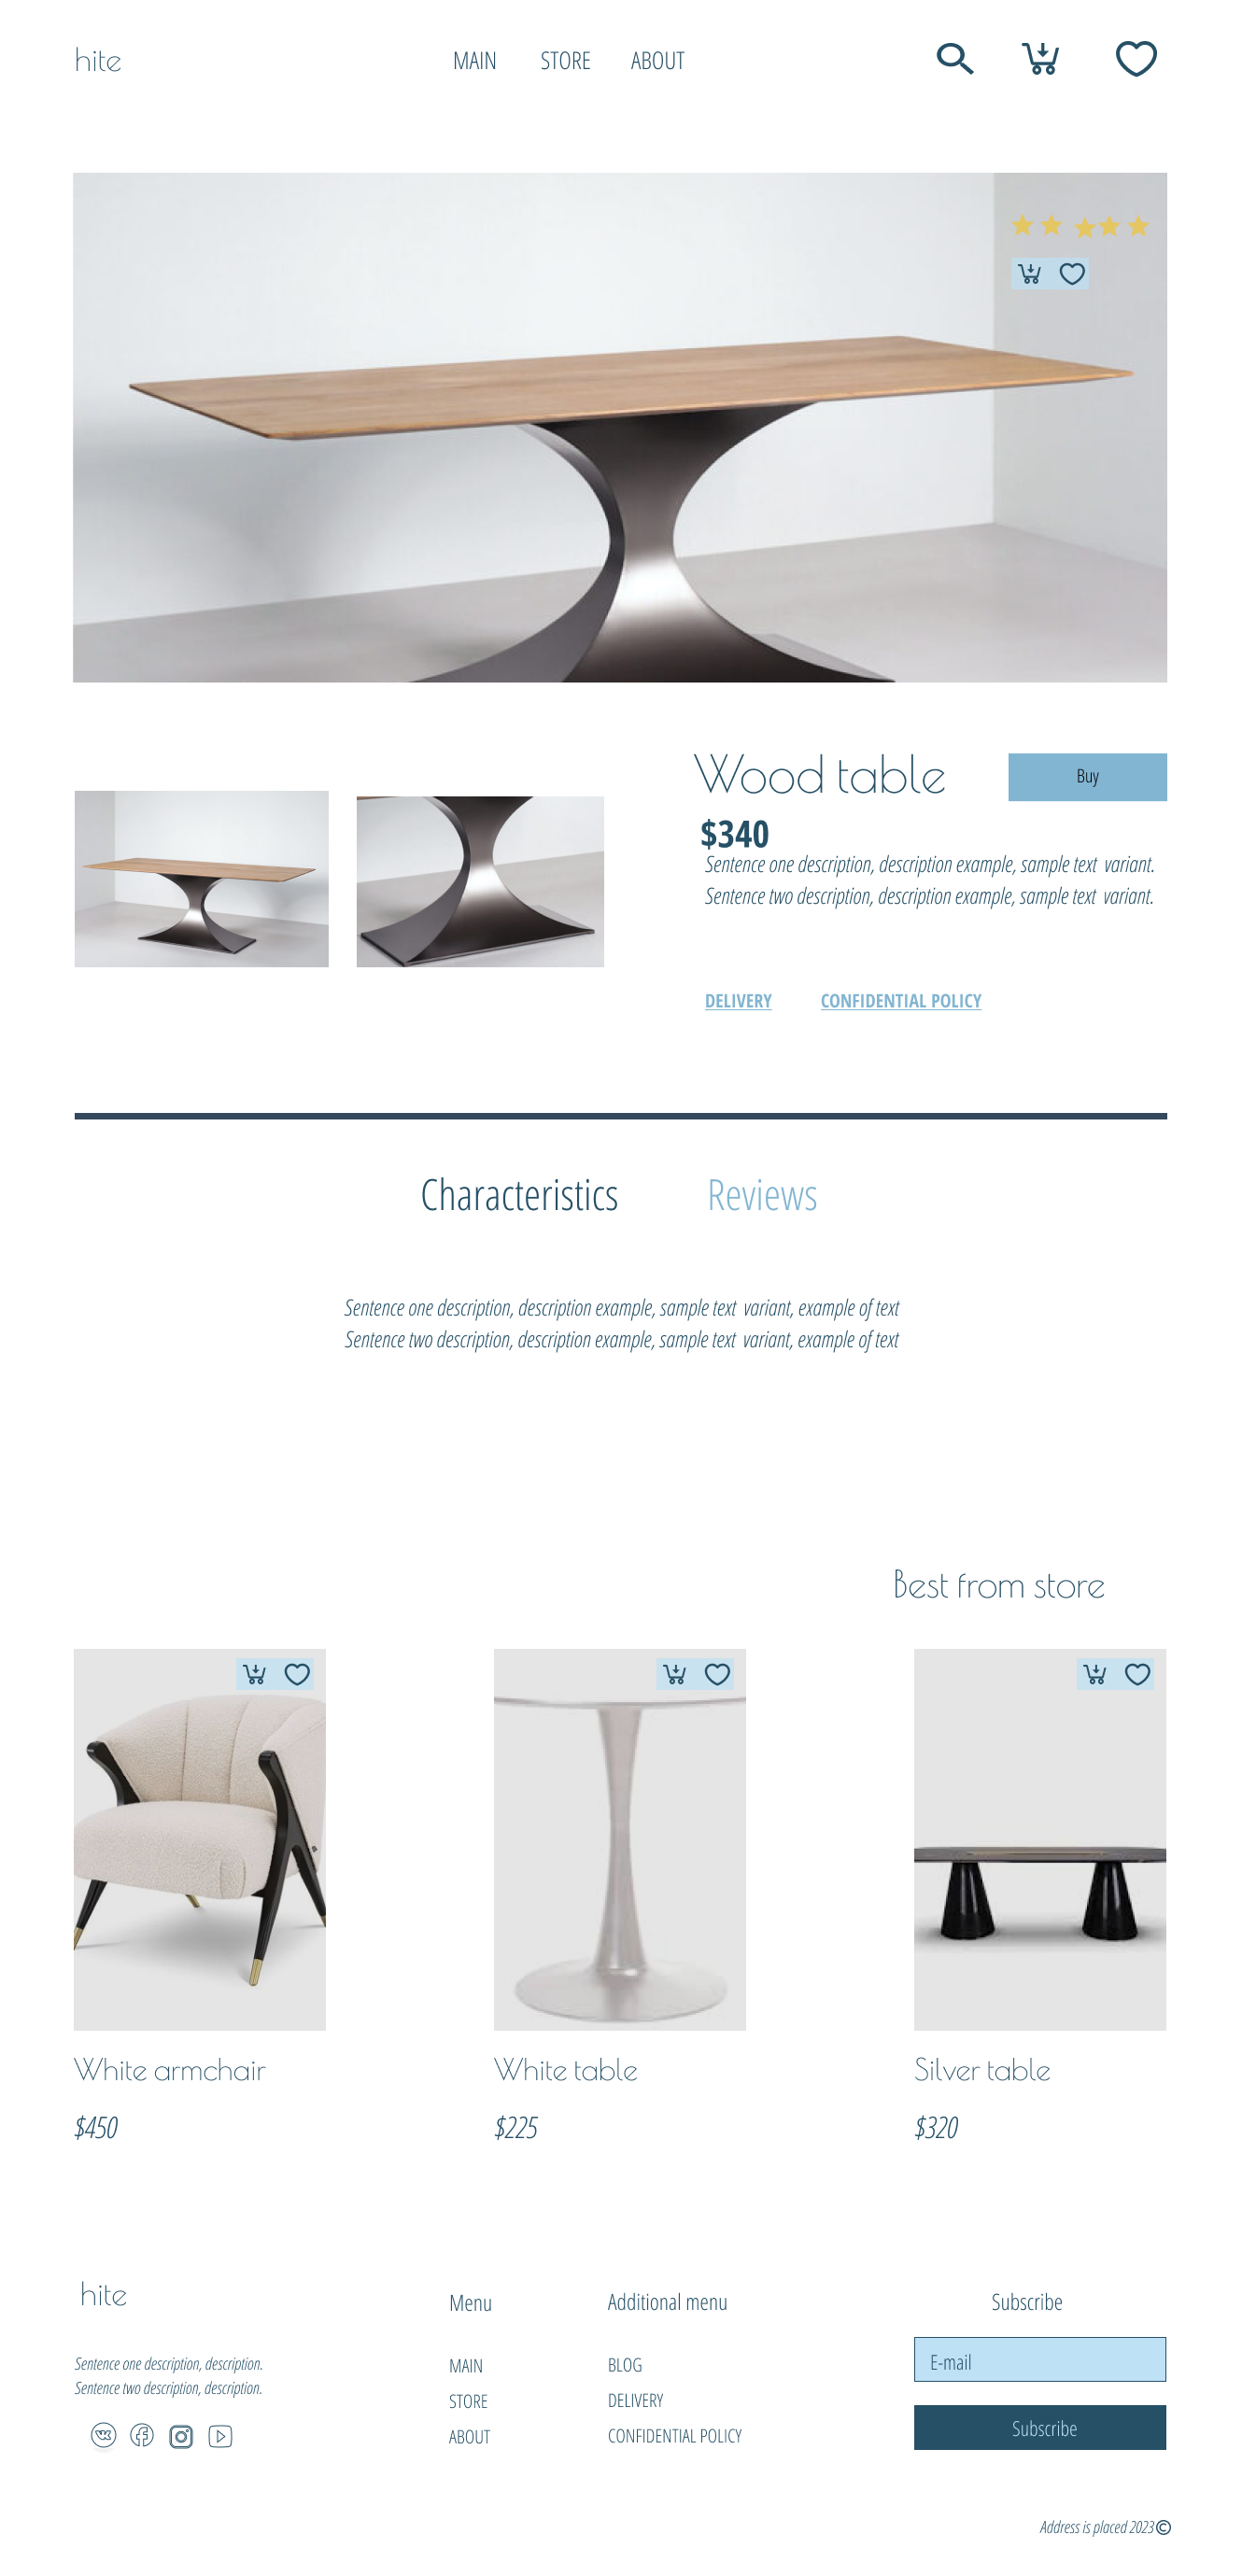 hite
MAIN STORE ABOUT
Wood table
Buy
$340
Sentence one description, description example, sample text variant.
Sentence two description, description example, sample text variant.
DELIVERY CONFIDENTIAL POLICY
Characteristics Reviews
Sentence one description, description example, sample text variant, example of text
Sentence two description, description example, sample text variant, example of text
Best from store
White armchair
$450
White table
$225
Silver table
$320
hite
Sentence one description, description.
Sentence two description, description.
Menu
MAIN
STORE
ABOUT
Additional menu
BLOG
DELIVERY
CONFIDENTIAL POLICY
Subscribe
E-mail
Subscribe
Address is placed 2023 ©